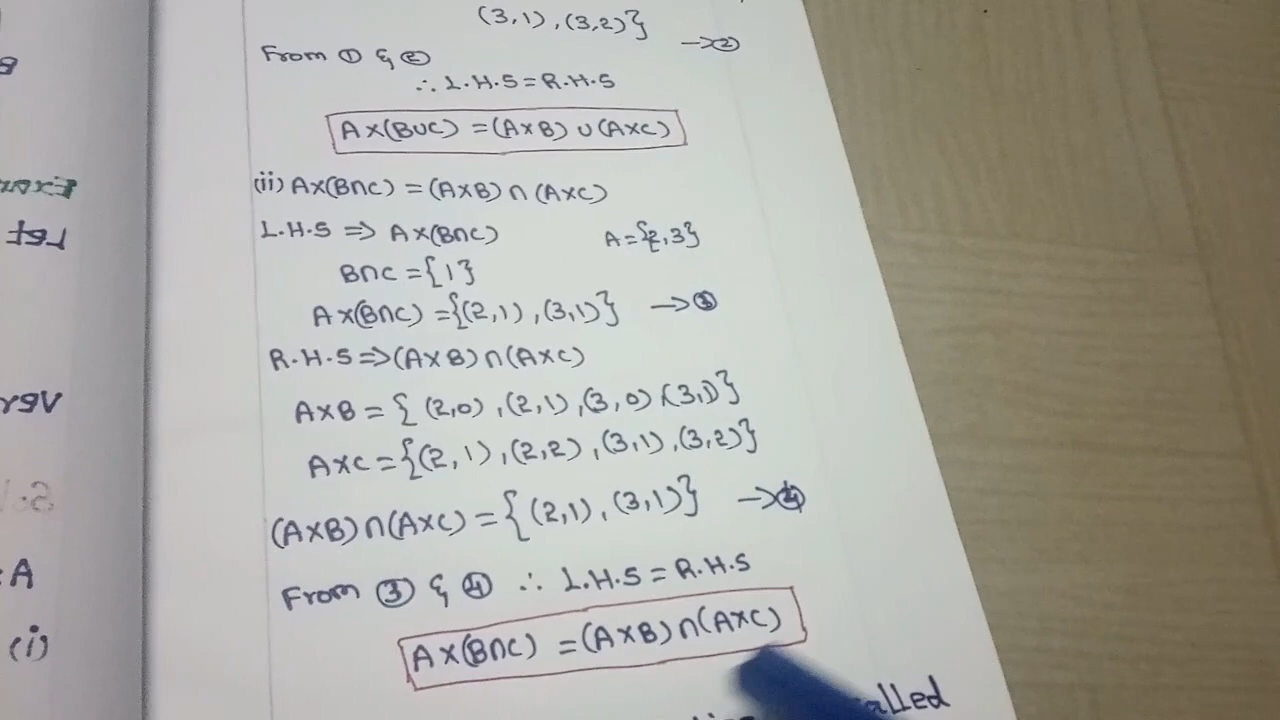 (3,1), (3,2)}
→②
From ① & ②
∴ L.H.S = R.H.S
A×(B∪C) = (A×B) ∪ (A×C)
(ii) A×(B∩C) = (A×B) ∩ (A×C)
L.H.S ⇒ A×(B∩C) A = {2,3}
B∩C = {1}
A×(B∩C) = {(2,1), (3,1)} →③
R.H.S ⇒ (A×B) ∩ (A×C)
A×B = {(2,0), (2,1), (3,0), (3,1)}
A×C = {(2,1), (2,2), (3,1), (3,2)}
(A×B) ∩ (A×C) = {(2,1), (3,1)} →④
From ③ & ④ ∴ L.H.S = R.H.S
A×(B∩C) = (A×B) ∩ (A×C)
A
(i)